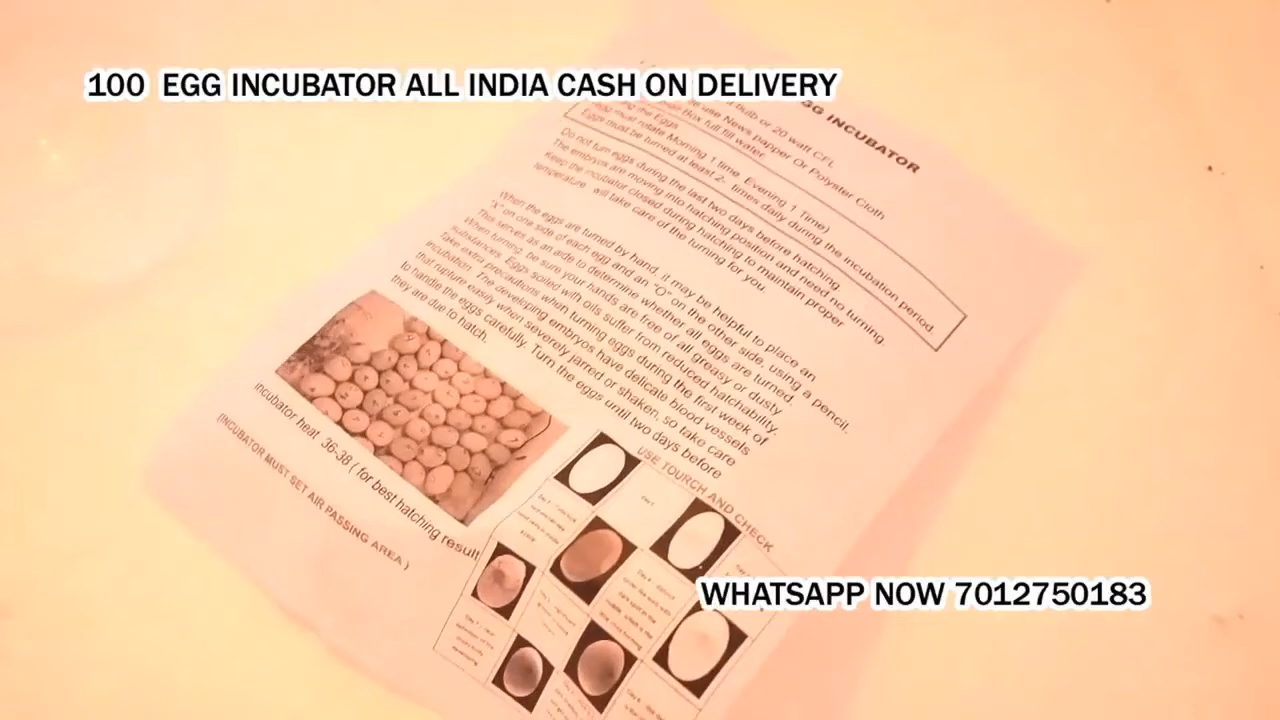 100 EGG INCUBATOR ALL INDIA CASH ON DELIVERY
GG INCUBATOR
bulb or 20 watt CFL
use News papper Or Polyster Cloth
Box full fill water
the Eggs
must rotate Morning 1 time Evening 1 Time)
Eggs must be turned at least 2- times daily during the incubation period
Do not turn eggs during the last two days before hatching
The embryos are moving into hatching position and need no turning.
Keep the incubator closed during hatching to maintain proper
temperature will take care of the turning for you.
When the eggs are turned by hand, it may be helpful to place an
"X" on one side of each egg and an "O" on the other side, using a pencil.
This serves as an aide to determine whether all eggs are turned.
When turning, be sure your hands are free of all greasy or dusty
substances. Eggs soiled with oils suffer from reduced hatchability.
Take extra precautions when turning eggs during the first week of
incubation. The developing embryos have delicate blood vessels
that rupture easily when severely jarred or shaken, so take care
to handle the eggs carefully. Turn the eggs until two days before
they are due to hatch.
incubator heat 36-38 ( for best hatching result
(INCUBATOR MUST SET AIR PASSING AREA )
USE TOURCH AND CHECK
WHATSAPP NOW 7012750183